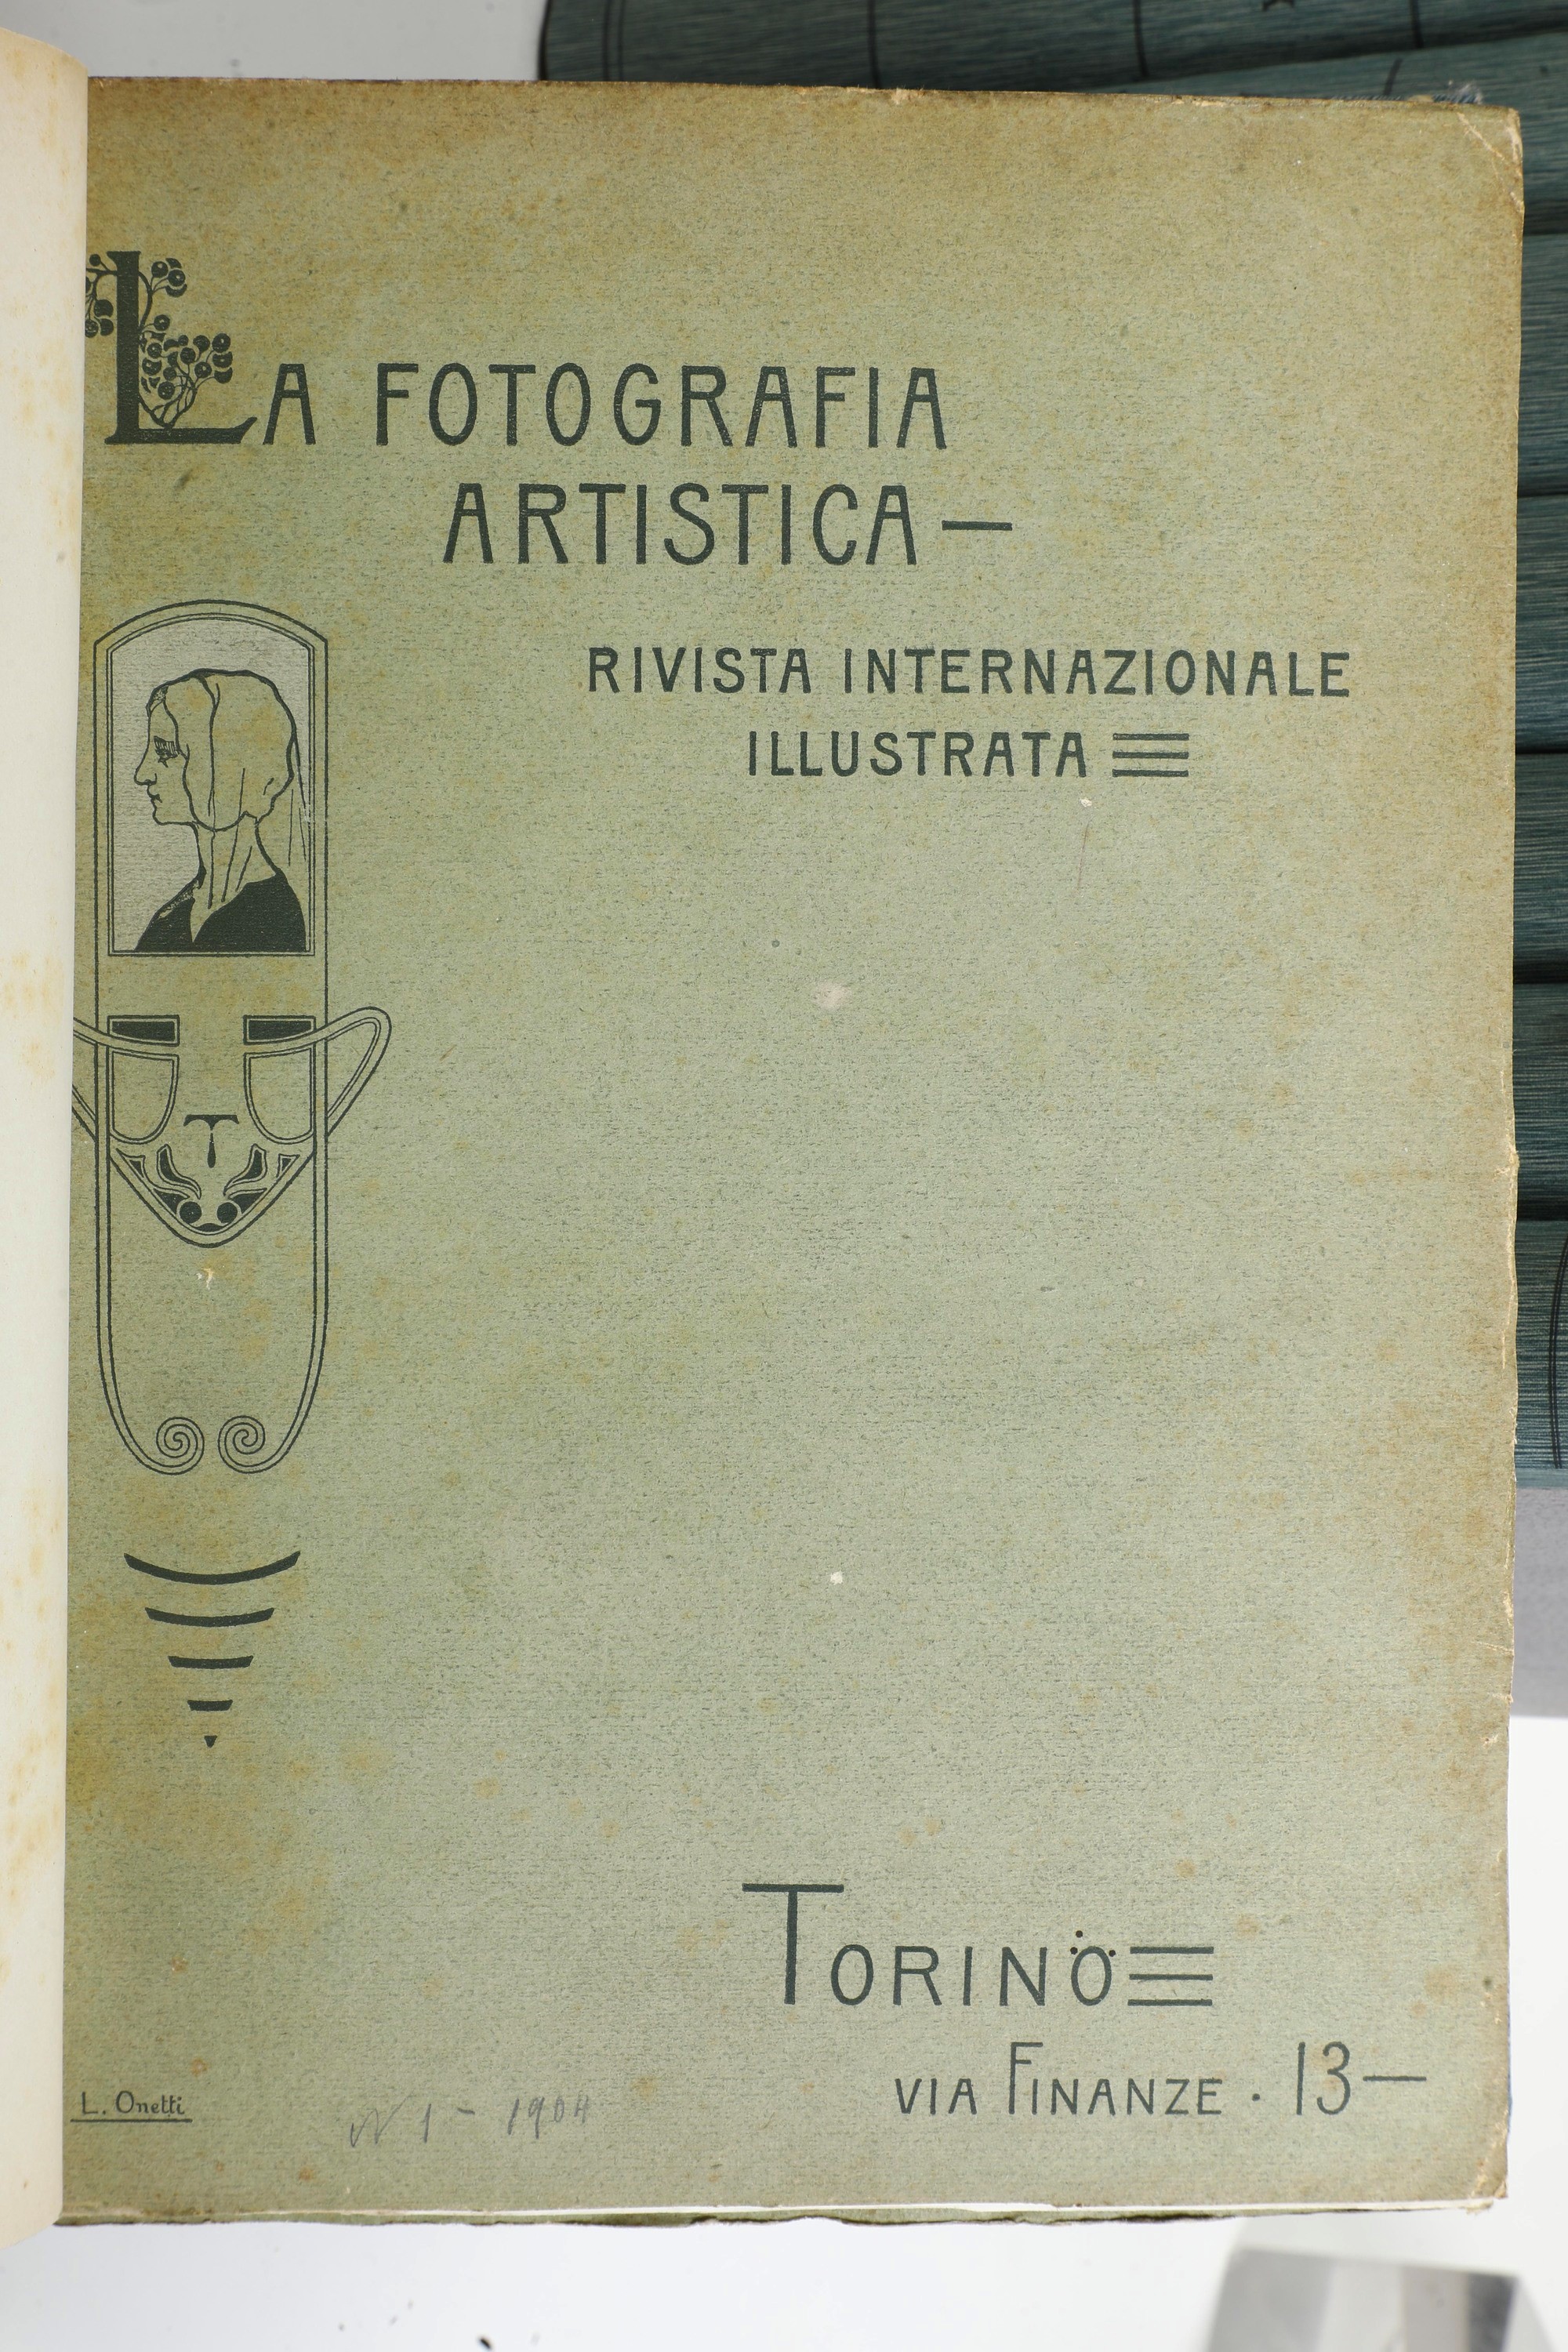 LA FOTOGRAFIA
ARTISTICA—
RIVISTA INTERNAZIONALE
ILLUSTRATA
TORINO
VIA FINANZE · 13—
L. Onetti
N 1 - 1904